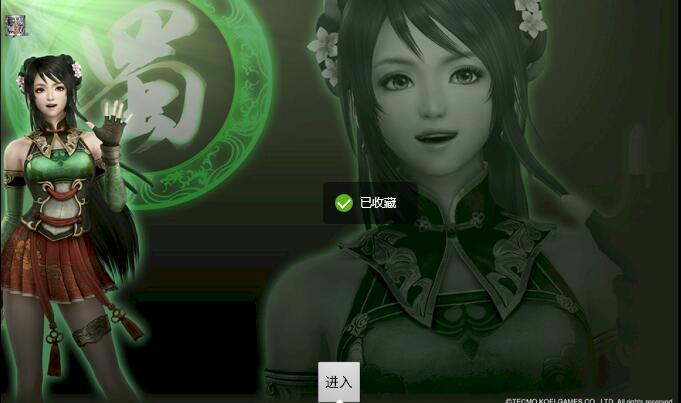 蜀
已收藏
进入
©TECMO KOEI GAMES CO., LTD. All rights reserved.